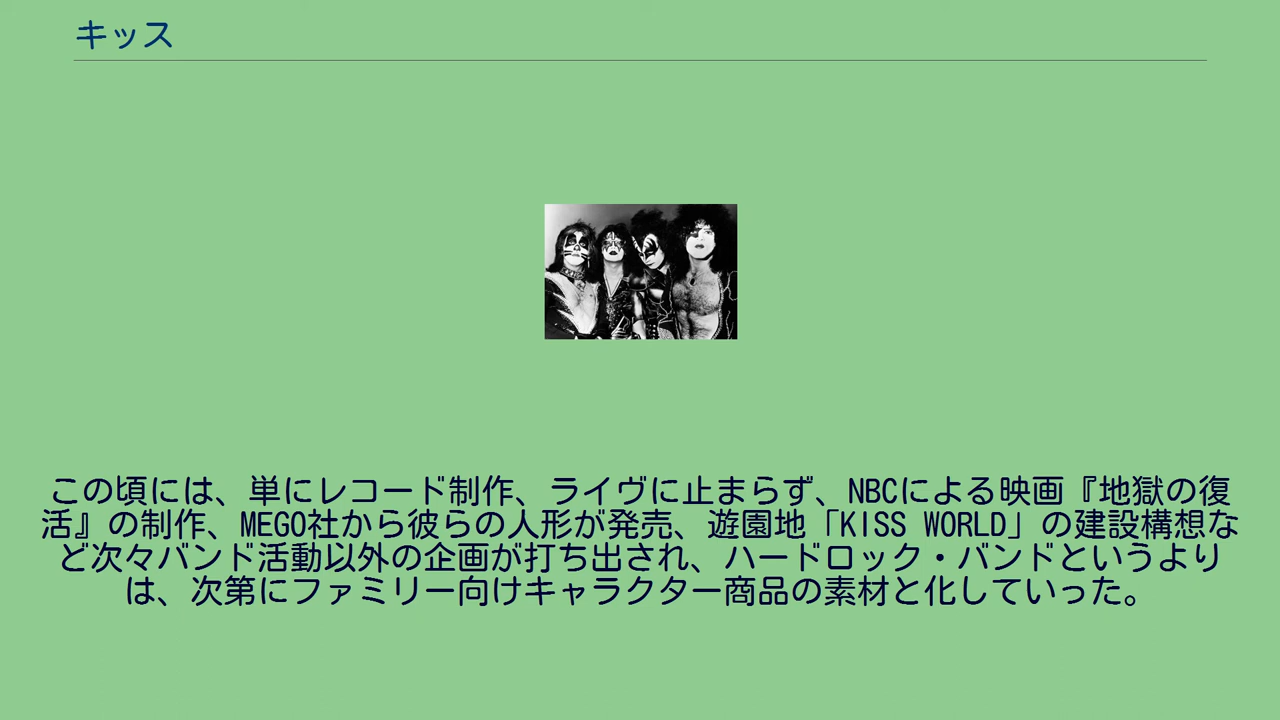 キッス
この頃には、単にレコード制作、ライヴに止まらず、NBCによる映画『地獄の復
活』の制作、MEGO社から彼らの人形が発売、遊園地「KISS WORLD」の建設構想な
ど次々バンド活動以外の企画が打ち出され、ハードロック・バンドというより
は、次第にファミリー向けキャラクター商品の素材と化していった。